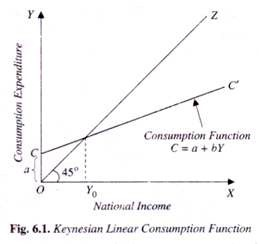 Y
Z
C'
Consumption Expenditure
Consumption Function
C = a + bY
C
a
45°
O
Y₀
X
National Income
Fig. 6.1. Keynesian Linear Consumption Function